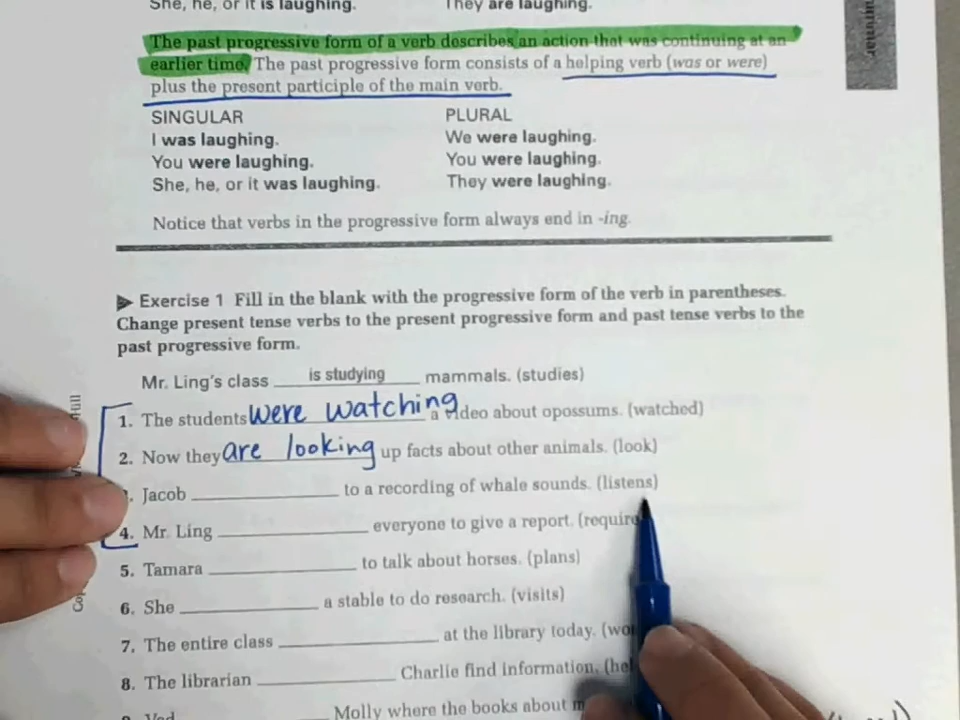 She, he, or it is laughing. They are laughing.
The past progressive form of a verb describes an action that was continuing at an
earlier time. The past progressive form consists of a helping verb (was or were)
plus the present participle of the main verb.
SINGULAR PLURAL
I was laughing. We were laughing.
You were laughing. You were laughing.
She, he, or it was laughing. They were laughing.
Notice that verbs in the progressive form always end in -ing.
▶ Exercise 1 Fill in the blank with the progressive form of the verb in parentheses.
Change present tense verbs to the present progressive form and past tense verbs to the
past progressive form.
Mr. Ling's class is studying mammals. (studies)
1. The students were watching a video about opossums. (watched)
2. Now they are looking up facts about other animals. (look)
Jacob to a recording of whale sounds. (listens)
4. Mr. Ling everyone to give a report.
5. Tamara to talk about horses. (plans)
6. She a stable to do research. (visits)
7. The entire class at the library today.
8. The librarian Charlie find information.
Molly where the books about